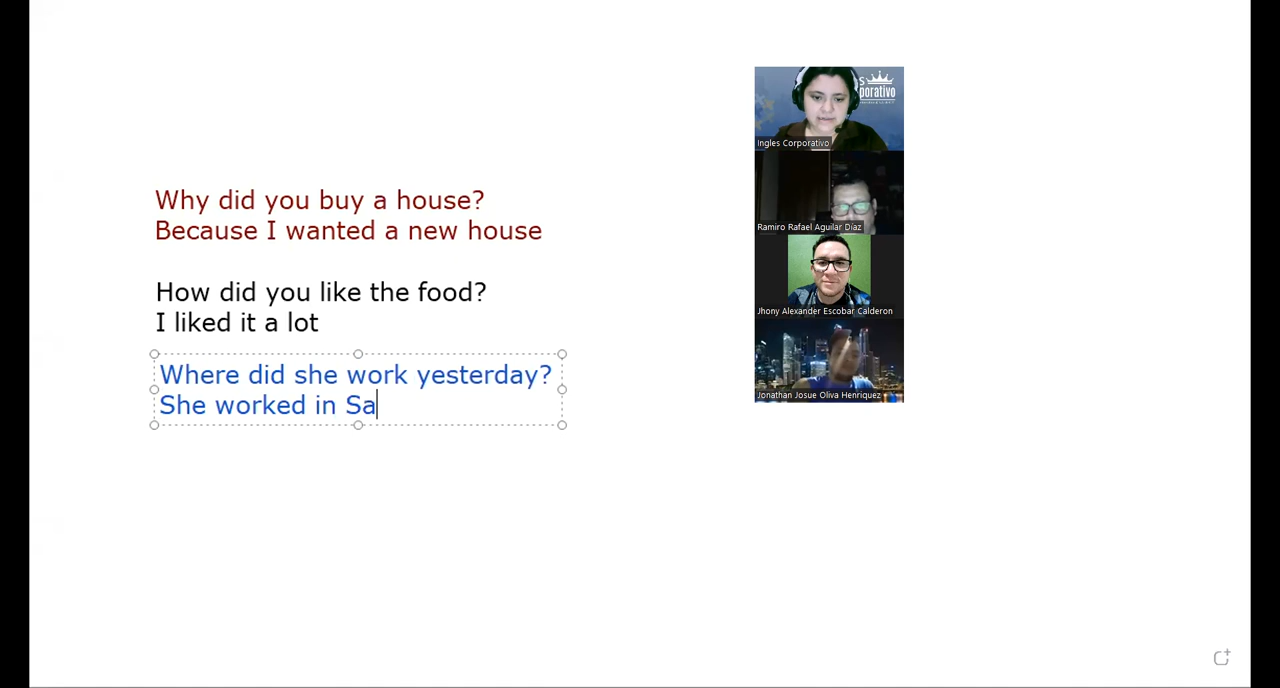 Why did you buy a house?
Because I wanted a new house
How did you like the food?
I liked it a lot
Where did she work yesterday?
She worked in Sa
S
porativo
Ingles Corporativo
Ramiro Rafael Aguilar Díaz
Jhony Alexander Escobar Calderon
Jonathan Josue Oliva Henriquez